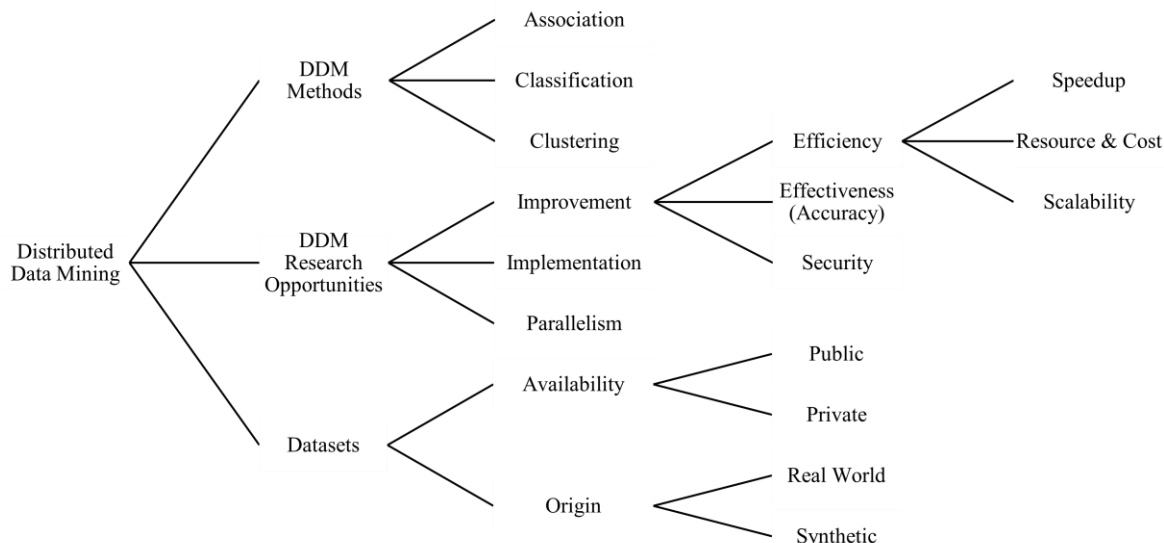 Distributed
Data Mining
DDM
Methods
Association
Classification
Clustering
DDM
Research
Opportunities
Improvement
Efficiency
Speedup
Resource & Cost
Scalability
Effectiveness
(Accuracy)
Security
Implementation
Parallelism
Datasets
Availability
Public
Private
Origin
Real World
Synthetic